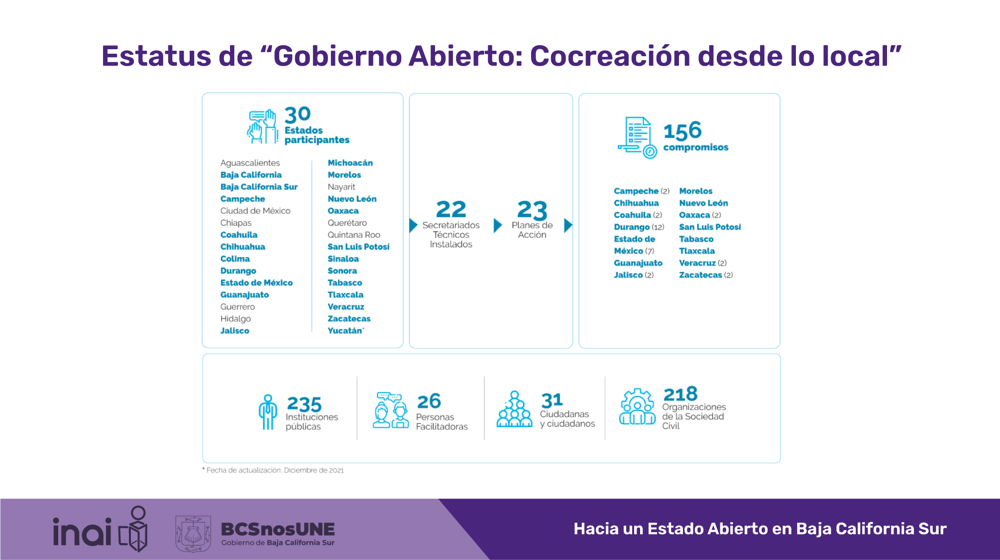 Estatus de “Gobierno Abierto: Cocreación desde lo local”
30
Estados
participantes
Aguascalientes
Baja California
Baja California Sur
Campeche
Ciudad de México
Chiapas
Coahuila
Chihuahua
Colima
Durango
Estado de México
Guanajuato
Guerrero
Hidalgo
Jalisco
Michoacán
Morelos
Nayarit
Nuevo León
Oaxaca
Querétaro
Quintana Roo
San Luis Potosí
Sinaloa
Sonora
Tabasco
Tlaxcala
Veracruz
Zacatecas
Yucatán*
22
Secretariados
Técnicos
Instalados
23
Planes de
Acción
156
compromisos
Campeche (2)
Chihuahua
Coahuila (2)
Durango (12)
Estado de
México (7)
Guanajuato
Jalisco (2)
Morelos
Nuevo León
Oaxaca (2)
San Luis Potosí
Tabasco
Tlaxcala
Veracruz (2)
Zacatecas (2)
235
Instituciones
públicas
26
Personas
Facilitadoras
31
Ciudadanas
y ciudadanos
218
Organizaciones
de la Sociedad
Civil
* Fecha de actualización: Diciembre de 2021
inai
BCSnosUNE
Gobierno de Baja California Sur
Hacia un Estado Abierto en Baja California Sur